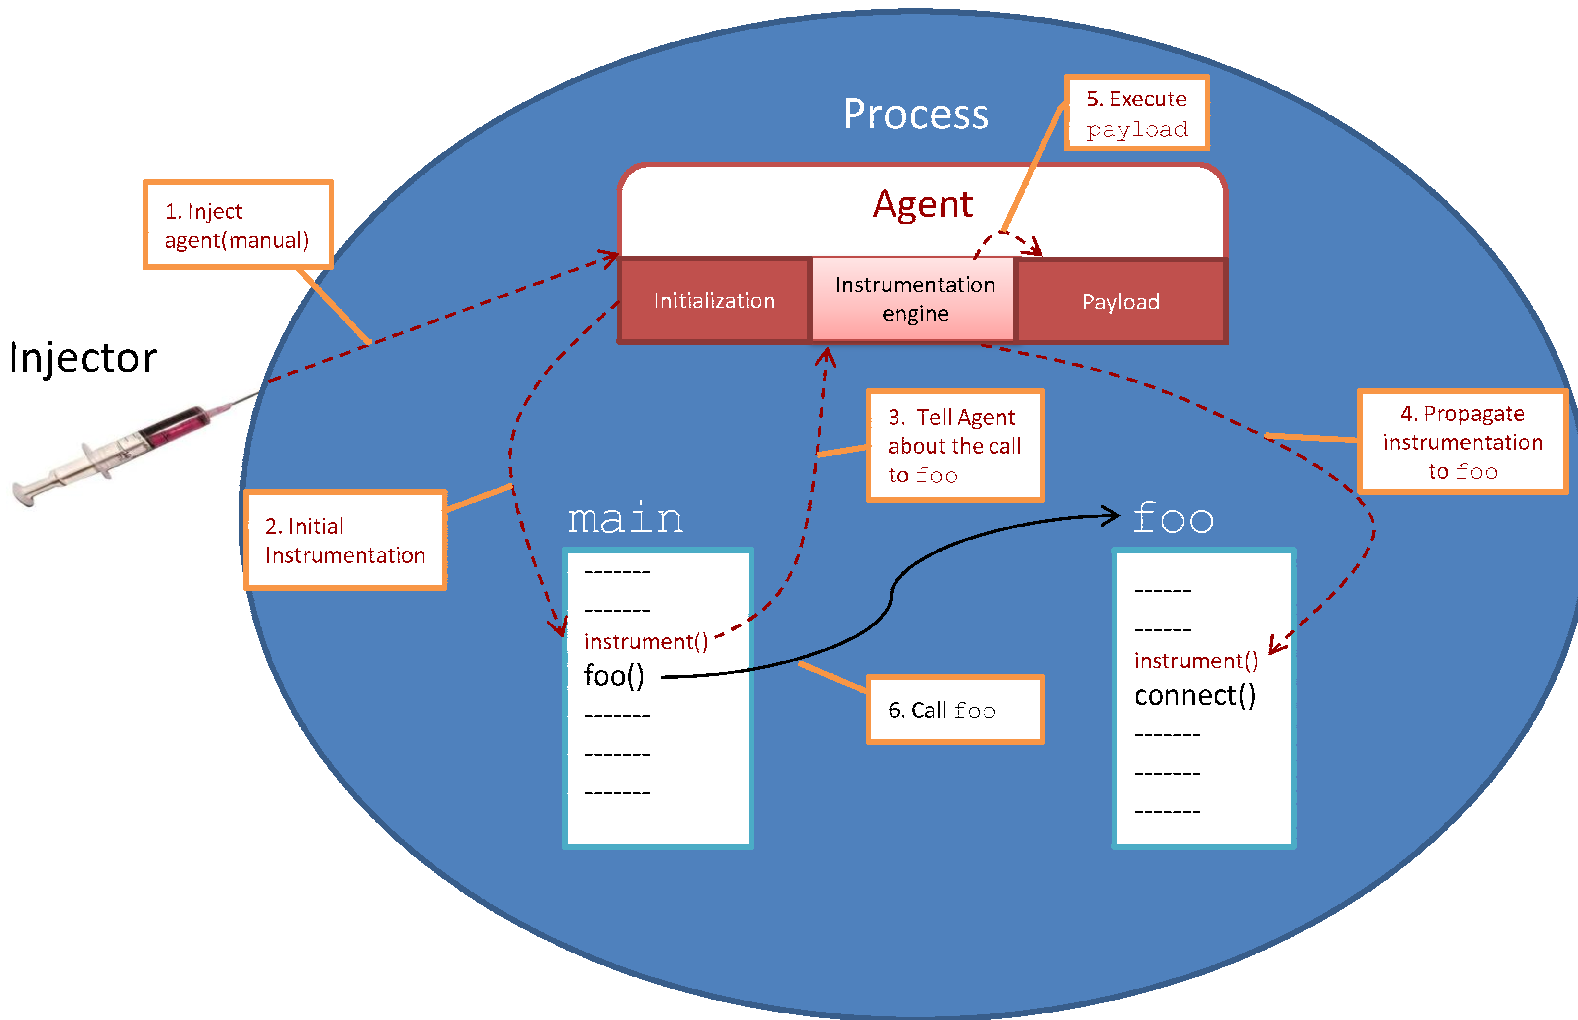 Process
5. Execute
payload
1. Inject
agent(manual)
Agent
Initialization
Instrumentation
engine
Payload
Injector
3.  Tell Agent
about the call
to foo
4. Propagate
instrumentation
to foo
2. Initial
Instrumentation
main
-------
-------
instrument()
foo()
-------
-------
-------
foo
------
------
instrument()
connect()
-------
-------
-------
6. Call foo